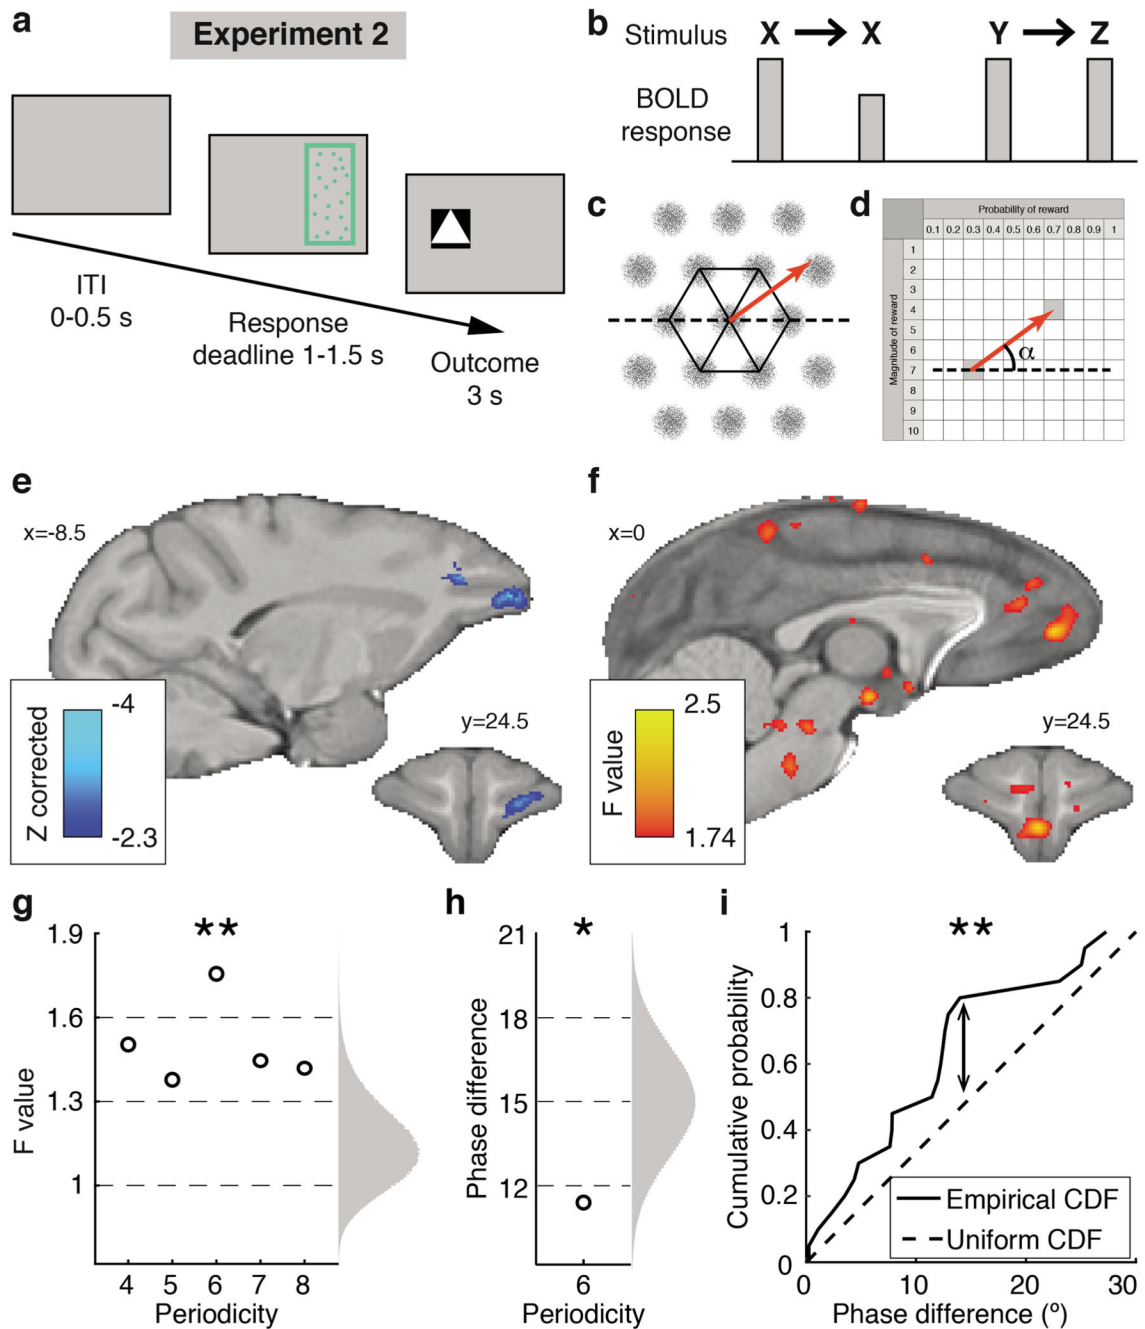 a
Experiment 2
ITI
0-0.5 s
Response
deadline 1-1.5 s
Outcome
3 s
b
Stimulus X X Y Z
BOLD
response
c
d
Probability of reward
0.1 0.2 0.3 0.4 0.5 0.6 0.7 0.8 0.9 1
Magnitude of reward
1
2
3
4
5
6
7
8
9
10
α
e
x=-8.5
Z corrected
-4
-2.3
y=24.5
f
x=0
F value
2.5
1.74
y=24.5
g
**
F value
1.9
1.6
1.3
1
4 5 6 7 8
Periodicity
h
*
Phase difference
21
18
15
12
6
Periodicity
i
**
Cumulative probability
1
0.8
0.6
0.4
0.2
0
Empirical CDF
Uniform CDF
0 10 20 30
Phase difference (º)